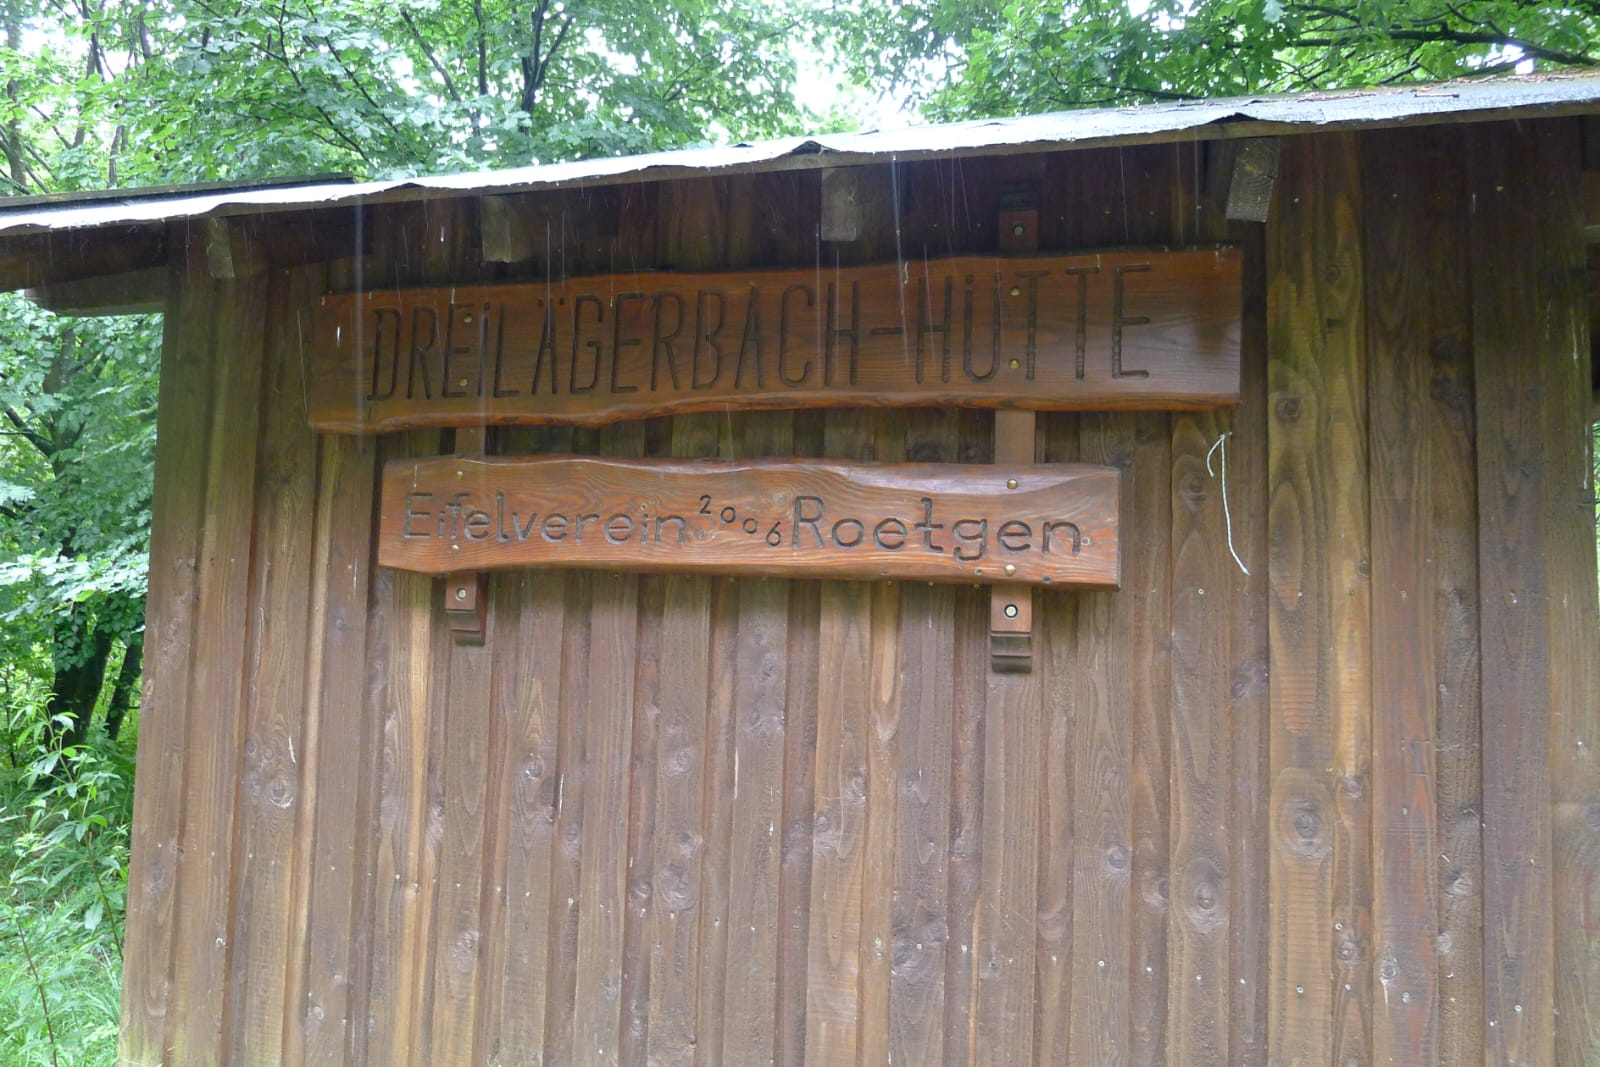 DREiLÄGERBACH-HÜTTE
Eifelverein 2006 Roetgen